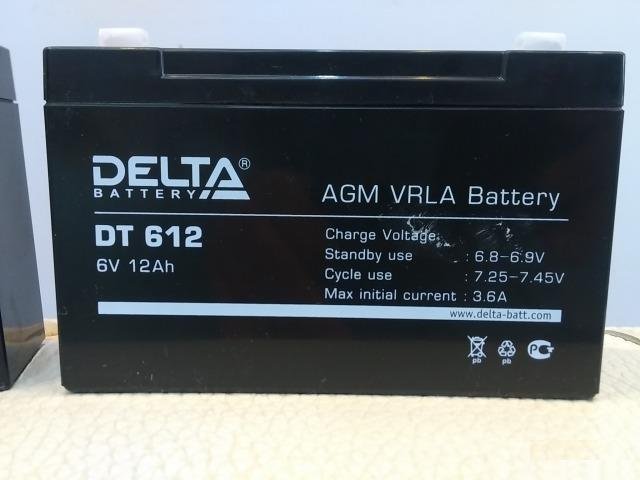 DELTA®
BATTERY
AGM VRLA Battery
DT 612
6V 12Ah
Charge Voltage:
Standby use : 6.8-6.9V
Cycle use : 7.25-7.45V
Max initial current : 3.6A
www.delta-batt.com
pb pb